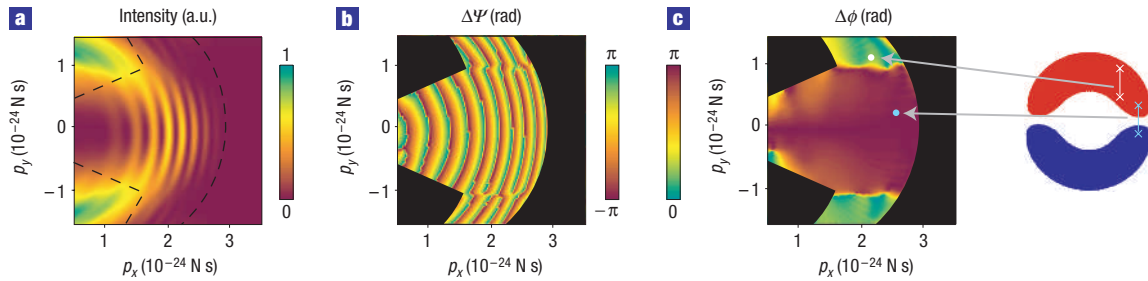 a
Intensity (a.u.)
1
0
1
0
−1
p_y (10⁻²⁴ N s)
1
2
3
p_x (10⁻²⁴ N s)
b
ΔΨ (rad)
π
−π
1
0
−1
p_y (10⁻²⁴ N s)
1
2
3
p_x (10⁻²⁴ N s)
c
Δϕ (rad)
π
0
1
0
−1
p_y (10⁻²⁴ N s)
1
2
3
p_x (10⁻²⁴ N s)